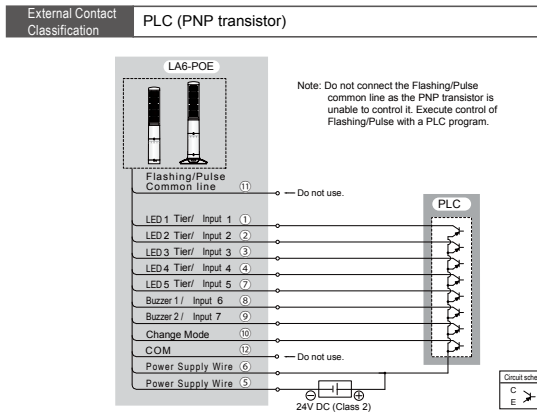 External Contact
Classification
PLC (PNP transistor)
LA6-POE
Note: Do not connect the Flashing/Pulse
common line as the PNP transistor is
unable to control it. Execute control of
Flashing/Pulse with a PLC program.
Flashing/Pulse
Common line ⑪
Do not use.
PLC
LED 1 Tier/ Input 1 ①
LED 2 Tier/ Input 2 ②
LED 3 Tier/ Input 3 ③
LED 4 Tier/ Input 4 ④
LED 5 Tier/ Input 5 ⑦
Buzzer 1 / Input 6 ⑧
Buzzer 2 / Input 7 ⑨
Change Mode ⑩
COM ⑫
Do not use.
Power Supply Wire ⑥
Power Supply Wire ⑤
24V DC (Class 2)
Circuit sche
C
E